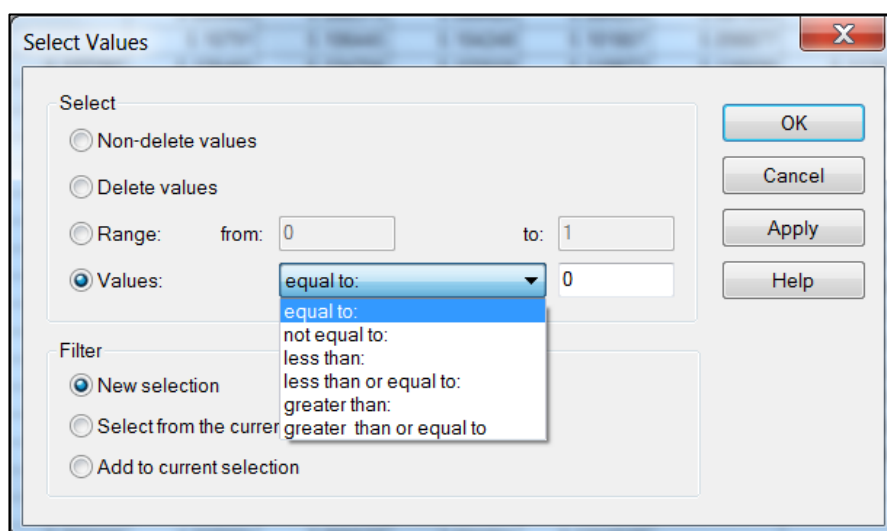 Select Values
Select
Non-delete values
Delete values
Range: from: 0 to: 1
Values: equal to: 0
equal to:
not equal to:
less than:
less than or equal to:
greater than:
greater than or equal to
Filter
New selection
Select from the curren
Add to current selection
OK
Cancel
Apply
Help